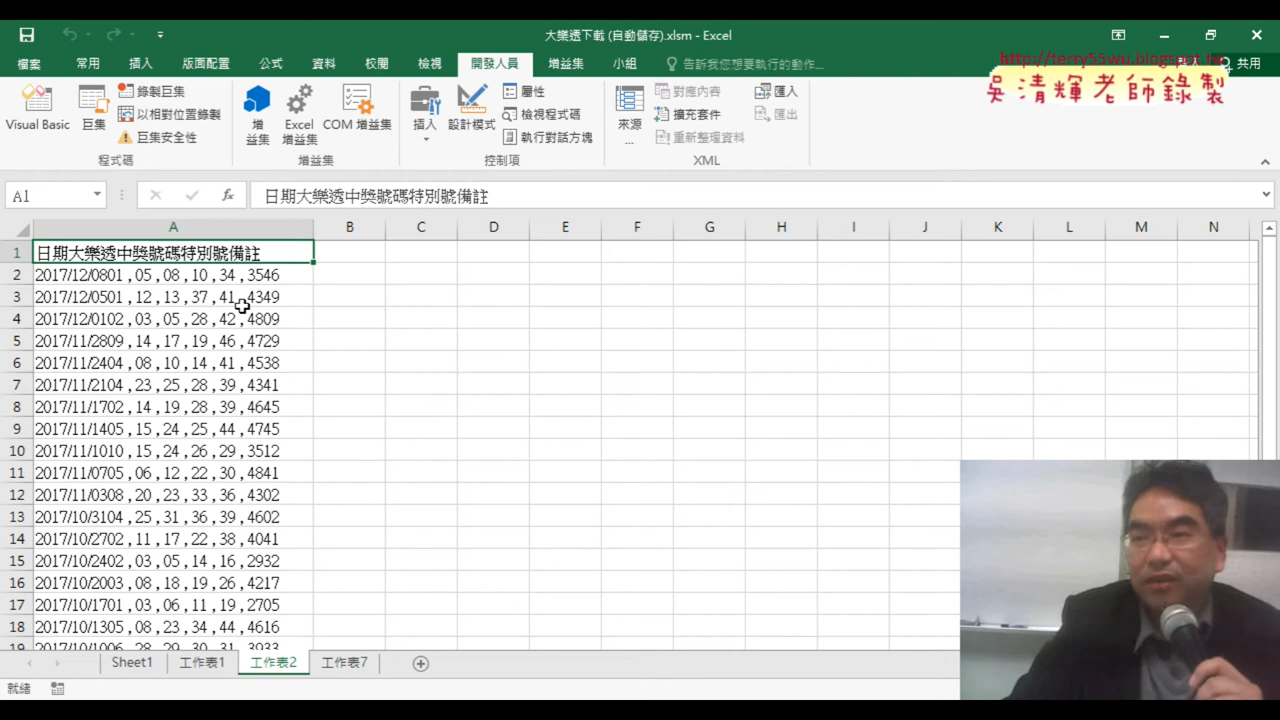 大樂透下載 (自動儲存).xlsm - Excel
http://terry55wu.blogspot.tw
吳清輝老師錄製
檔案 常用 插入 版面配置 公式 資料 校閱 檢視 開發人員 增益集 小組 告訴我您想要執行的動作... 共用
Visual Basic 巨集 錄製巨集 以相對位置錄製 巨集安全性
增益集 Excel 增益集 COM 增益集
插入 設計模式 屬性 檢視程式碼 執行對話方塊
來源... 對應內容 擴充套件 重新整理資料 匯入 匯出
程式碼 增益集 控制項 XML
A1 fx 日期大樂透中獎號碼特別號備註
A B C D E F G H I J K L M N
1 日期大樂透中獎號碼特別號備註
2 2017/12/0801 , 05 , 08 , 10 , 34 , 3546
3 2017/12/0501 , 12 , 13 , 37 , 41 , 4349
4 2017/12/0102 , 03 , 05 , 28 , 42 , 4809
5 2017/11/2809 , 14 , 17 , 19 , 46 , 4729
6 2017/11/2404 , 08 , 10 , 14 , 41 , 4538
7 2017/11/2104 , 23 , 25 , 28 , 39 , 4341
8 2017/11/1702 , 14 , 19 , 28 , 39 , 4645
9 2017/11/1405 , 15 , 24 , 25 , 44 , 4745
10 2017/11/1010 , 15 , 24 , 26 , 29 , 3512
11 2017/11/0705 , 06 , 12 , 22 , 30 , 4841
12 2017/11/0308 , 20 , 23 , 33 , 36 , 4302
13 2017/10/3104 , 25 , 31 , 36 , 39 , 4602
14 2017/10/2702 , 11 , 17 , 22 , 38 , 4041
15 2017/10/2402 , 03 , 05 , 14 , 16 , 2932
16 2017/10/2003 , 08 , 18 , 19 , 26 , 4217
17 2017/10/1701 , 03 , 06 , 11 , 19 , 2705
18 2017/10/1305 , 08 , 23 , 34 , 44 , 4616
19 2017/10/1006 , 28 , 29 , 30 , 31 , 3933
Sheet1 工作表1 工作表2 工作表7
就緒